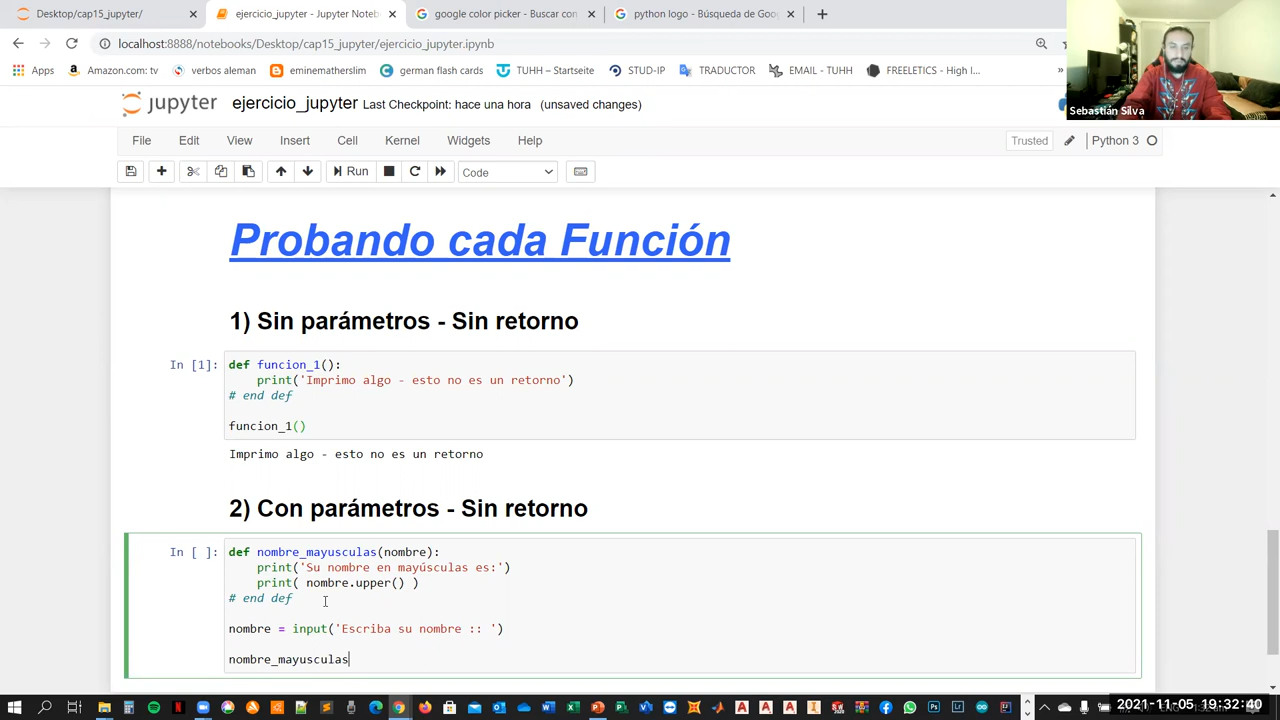 Desktop/cap15_jupyter/
ejercicio_jupyter - Jupyter Noteb
google color picker - Buscar con
python logo - Búsqueda de Goo
localhost:8888/notebooks/Desktop/cap15_jupyter/ejercicio_jupyter.ipynb
Apps
Amazon.com: tv
verbos aleman
eminematherslim
german flash cards
TUHH – Startseite
STUD-IP
TRADUCTOR
EMAIL - TUHH
FREELETICS - High I...
»
Sebastián Silva
jupyter
ejercicio_jupyter Last Checkpoint: hace una hora (unsaved changes)
File Edit View Insert Cell Kernel Widgets Help
Trusted
Python 3
Run
Code
Probando cada Función
1) Sin parámetros - Sin retorno
In [1]: def funcion_1():
print('Imprimo algo - esto no es un retorno')
# end def
funcion_1()
Imprimo algo - esto no es un retorno
2) Con parámetros - Sin retorno
In [ ]: def nombre_mayusculas(nombre):
print('Su nombre en mayúsculas es:')
print( nombre.upper() )
# end def
nombre = input('Escriba su nombre :: ')
nombre_mayusculas
2021-11-05 19:32:40